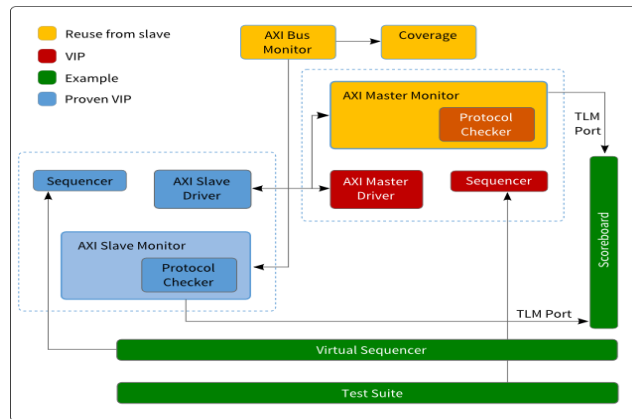 Reuse from slave
VIP
Example
Proven VIP
AXI Bus
Monitor
Coverage
AXI Master Monitor
Protocol
Checker
TLM
Port
Sequencer
AXI Slave
Driver
AXI Master
Driver
Sequencer
AXI Slave Monitor
Protocol
Checker
Scoreboard
TLM Port
Virtual Sequencer
Test Suite